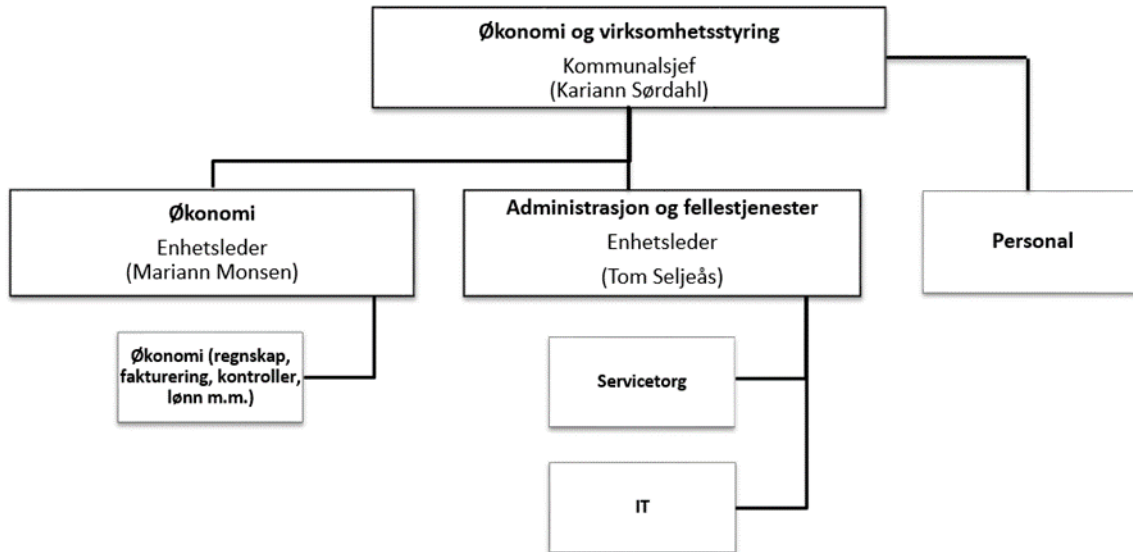 Økonomi og virksomhetsstyring
Kommunalsjef
(Kariann Sørdahl)
Økonomi
Enhetsleder
(Mariann Monsen)
Administrasjon og fellestjenester
Enhetsleder
(Tom Seljeås)
Personal
Økonomi (regnskap,
fakturering, kontroller,
lønn m.m.)
Servicetorg
IT